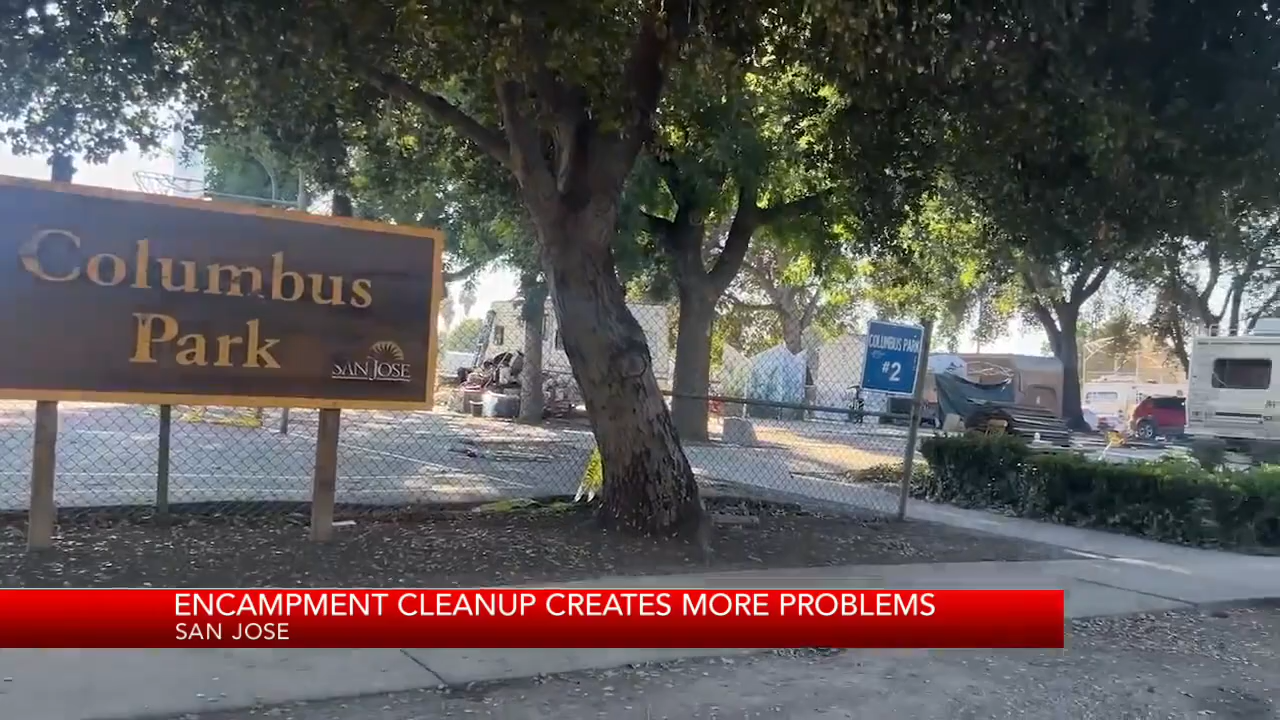 Columbus
Park
SAN JOSE
COLUMBUS PARK
#2
ENCAMPMENT CLEANUP CREATES MORE PROBLEMS
SAN JOSE